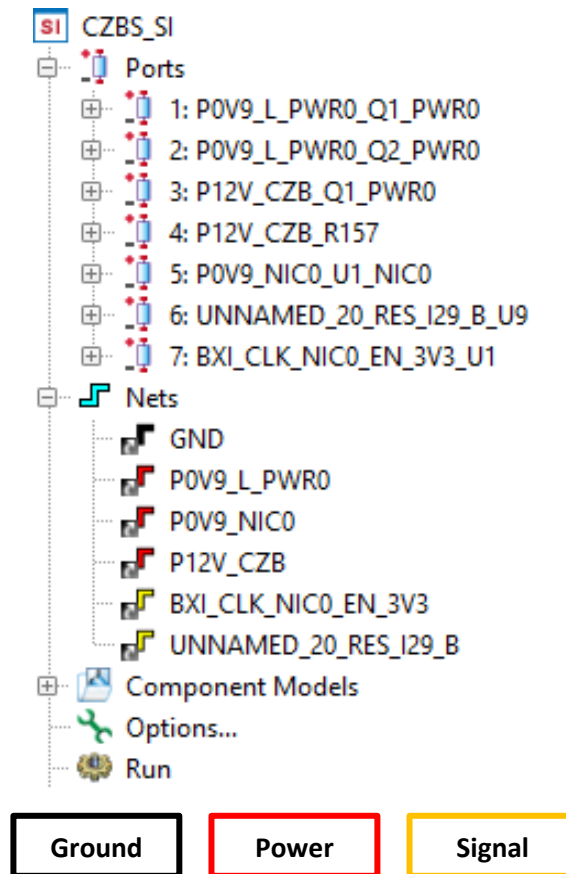 SI CZBS_SI
Ports
1: P0V9_L_PWR0_Q1_PWR0
2: P0V9_L_PWR0_Q2_PWR0
3: P12V_CZB_Q1_PWR0
4: P12V_CZB_R157
5: P0V9_NIC0_U1_NIC0
6: UNNAMED_20_RES_I29_B_U9
7: BXI_CLK_NIC0_EN_3V3_U1
Nets
GND
P0V9_L_PWR0
P0V9_NIC0
P12V_CZB
BXI_CLK_NIC0_EN_3V3
UNNAMED_20_RES_I29_B
Component Models
Options...
Run
Ground Power Signal